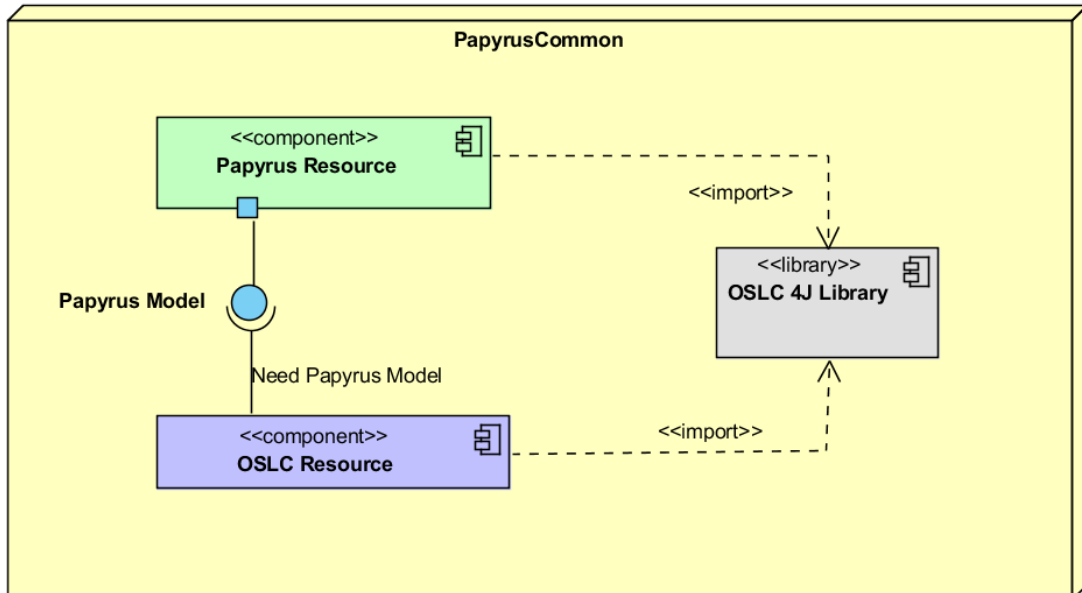 PapyrusCommon
<<component>>
Papyrus Resource
<<import>>
<<library>>
OSLC 4J Library
Papyrus Model
Need Papyrus Model
<<component>>
OSLC Resource
<<import>>